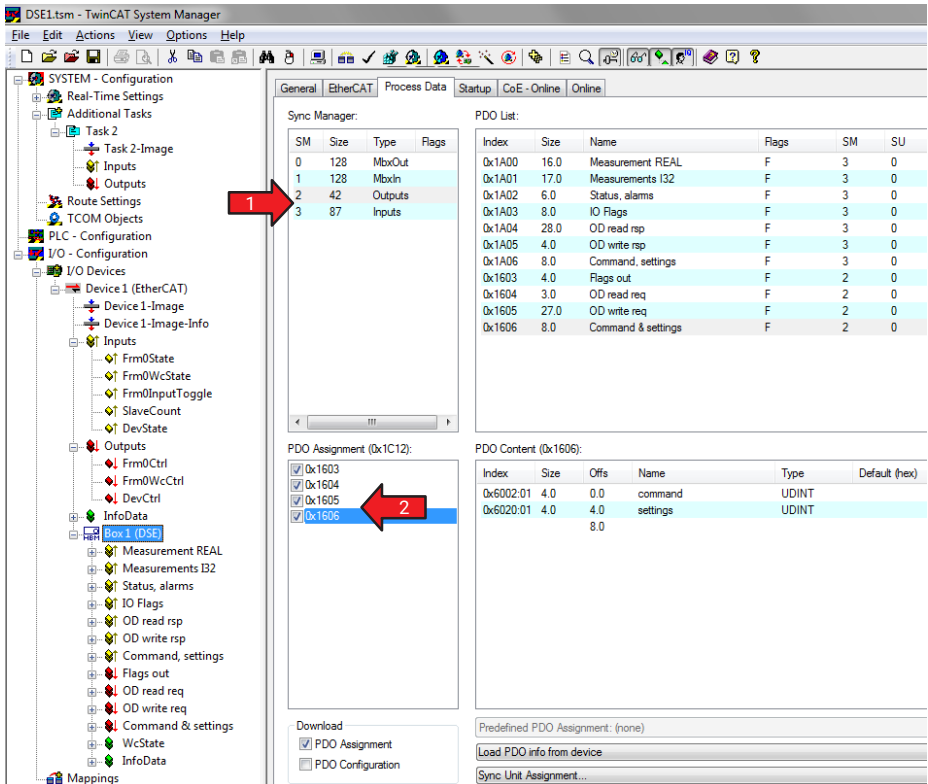 DSE1.tsm - TwinCAT System Manager
File Edit Actions View Options Help
SYSTEM - Configuration
Real-Time Settings
Additional Tasks
Task 2
Task 2-Image
Inputs
Outputs
Route Settings
TCOM Objects
PLC - Configuration
I/O - Configuration
I/O Devices
Device 1 (EtherCAT)
Device 1-Image
Device 1-Image-Info
Inputs
Frm0State
Frm0WcState
Frm0InputToggle
SlaveCount
DevState
Outputs
Frm0Ctrl
Frm0WcCtrl
DevCtrl
InfoData
HBM Box 1 (DSE)
Measurement REAL
Measurements I32
Status, alarms
IO Flags
OD read rsp
OD write rsp
Command, settings
Flags out
OD read req
OD write req
Command & settings
WcState
InfoData
Mappings
General EtherCAT Process Data Startup CoE - Online Online
Sync Manager:
SM Size Type Flags
0 128 MbxOut
1 128 MbxIn
2 42 Outputs
3 87 Inputs
1
PDO List:
Index Size Name Flags SM SU
0x1A00 16.0 Measurement REAL F 3 0
0x1A01 17.0 Measurements I32 F 3 0
0x1A02 6.0 Status, alarms F 3 0
0x1A03 8.0 IO Flags F 3 0
0x1A04 28.0 OD read rsp F 3 0
0x1A05 4.0 OD write rsp F 3 0
0x1A06 8.0 Command, settings F 3 0
0x1603 4.0 Flags out F 2 0
0x1604 3.0 OD read req F 2 0
0x1605 27.0 OD write req F 2 0
0x1606 8.0 Command & settings F 2 0
PDO Assignment (0x1C12):
0x1603
0x1604
0x1605
0x1606
2
PDO Content (0x1606):
Index Size Offs Name Type Default (hex)
0x6002:01 4.0 0.0 command UDINT
0x6020:01 4.0 4.0 settings UDINT
8.0
Download
PDO Assignment
PDO Configuration
Predefined PDO Assignment: (none)
Load PDO info from device
Sync Unit Assignment...